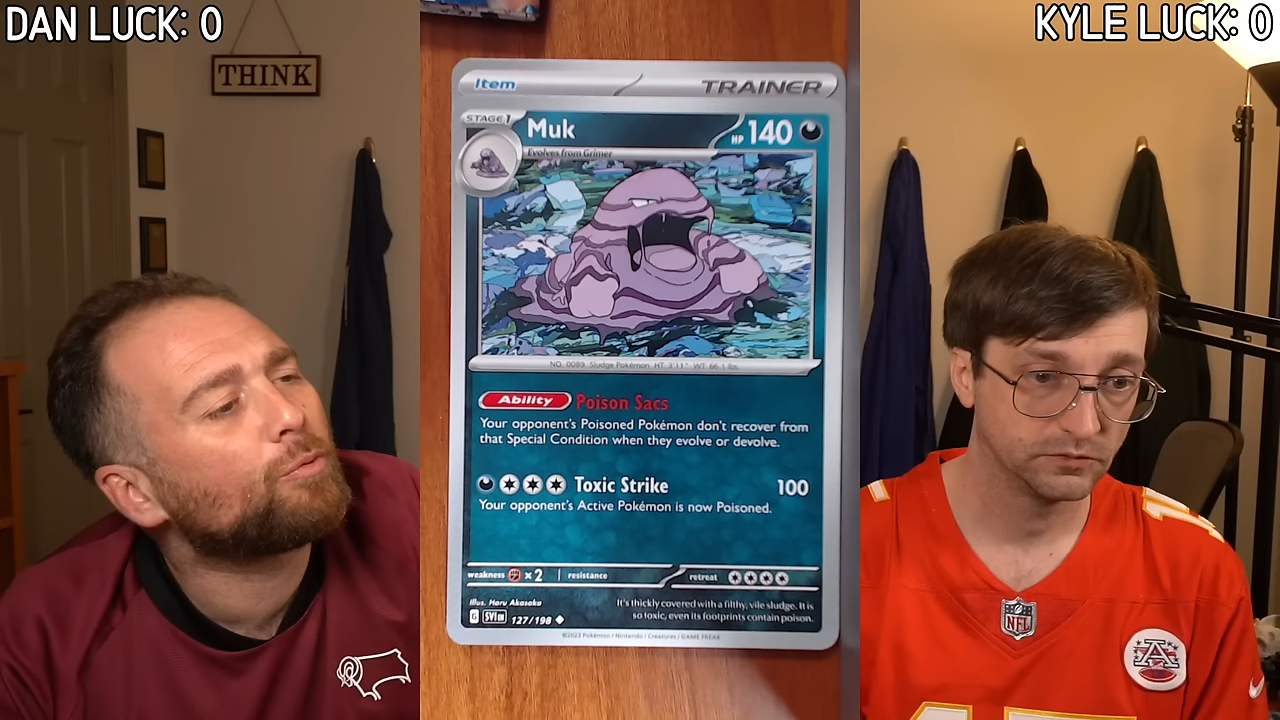 DAN LUCK: 0
KYLE LUCK: 0
THINK
Item
TRAINER
STAGE 1
Muk
HP 140
Evolves from Grimer
NO. 0089 Sludge Pokémon HT: 3'11" WT: 66.1 lbs.
Ability Poison Sacs
Your opponent's Poisoned Pokémon don't recover from
that Special Condition when they evolve or devolve.
Toxic Strike 100
Your opponent's Active Pokémon is now Poisoned.
weakness ×2 resistance retreat
Illus. Haru Akasaka
It's thickly covered with a filthy, vile sludge. It is
so toxic, even its footprints contain poison.
G SVI EN 127/198
©2023 Pokémon / Nintendo / Creatures / GAME FREAK
NFL
A